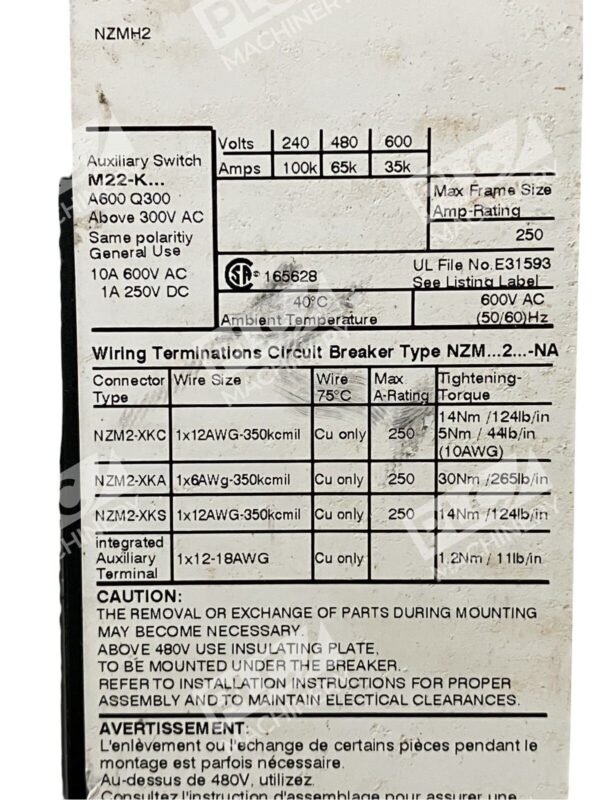 NZMH2
Auxiliary Switch
M22-K...
A600 Q300
Above 300V AC
Same polaritiy
General Use
10A 600V AC
1A 250V DC
Volts 240 480 600
Amps 100k 65k 35k
Max Frame Size
Amp-Rating
250
SA® 165628
UL File No.E31593
See Listing Label
40°C
Ambient Temperature
600V AC
(50/60)Hz
Wiring Terminations Circuit Breaker Type NZM...2...-NA
Connector Type Wire Size Wire 75°C Max A-Rating Tightening-Torque
NZM2-XKC 1x12AWG-350kcmil Cu only 250 14Nm /124lb/in
5Nm / 44lb/in
(10AWG)
NZM2-XKA 1x6AWg-350kcmil Cu only 250 30Nm /265lb/in
NZM2-XKS 1x12AWG-350kcmil Cu only 250 14Nm /124lb/in
integrated
Auxiliary
Terminal 1x12-18AWG Cu only 1.2Nm / 11lb/in
CAUTION:
THE REMOVAL OR EXCHANGE OF PARTS DURING MOUNTING
MAY BECOME NECESSARY.
ABOVE 480V USE INSULATING PLATE,
TO BE MOUNTED UNDER THE BREAKER.
REFER TO INSTALLATION INSTRUCTIONS FOR PROPER
ASSEMBLY AND TO MAINTAIN ELECTICAL CLEARANCES.
AVERTISSEMENT:
L'enlèvement ou l'echange de certains pièces pendant le
montage est parfois nécessaire.
Au-dessus de 480V, utilizez
Consultez l'instruction d'assemblage pour assurer une